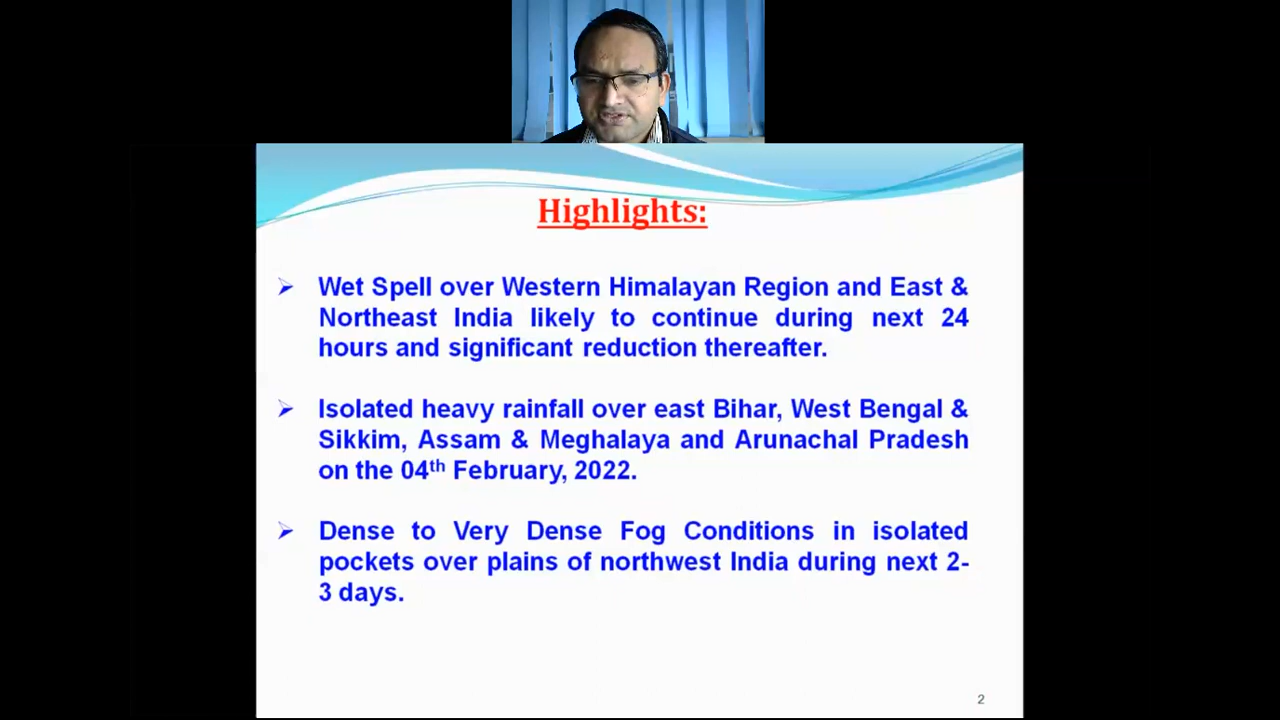 Highlights:
➢ Wet Spell over Western Himalayan Region and East &
Northeast India likely to continue during next 24
hours and significant reduction thereafter.
➢ Isolated heavy rainfall over east Bihar, West Bengal &
Sikkim, Assam & Meghalaya and Arunachal Pradesh
on the 04th February, 2022.
➢ Dense to Very Dense Fog Conditions in isolated
pockets over plains of northwest India during next 2-
3 days.
2